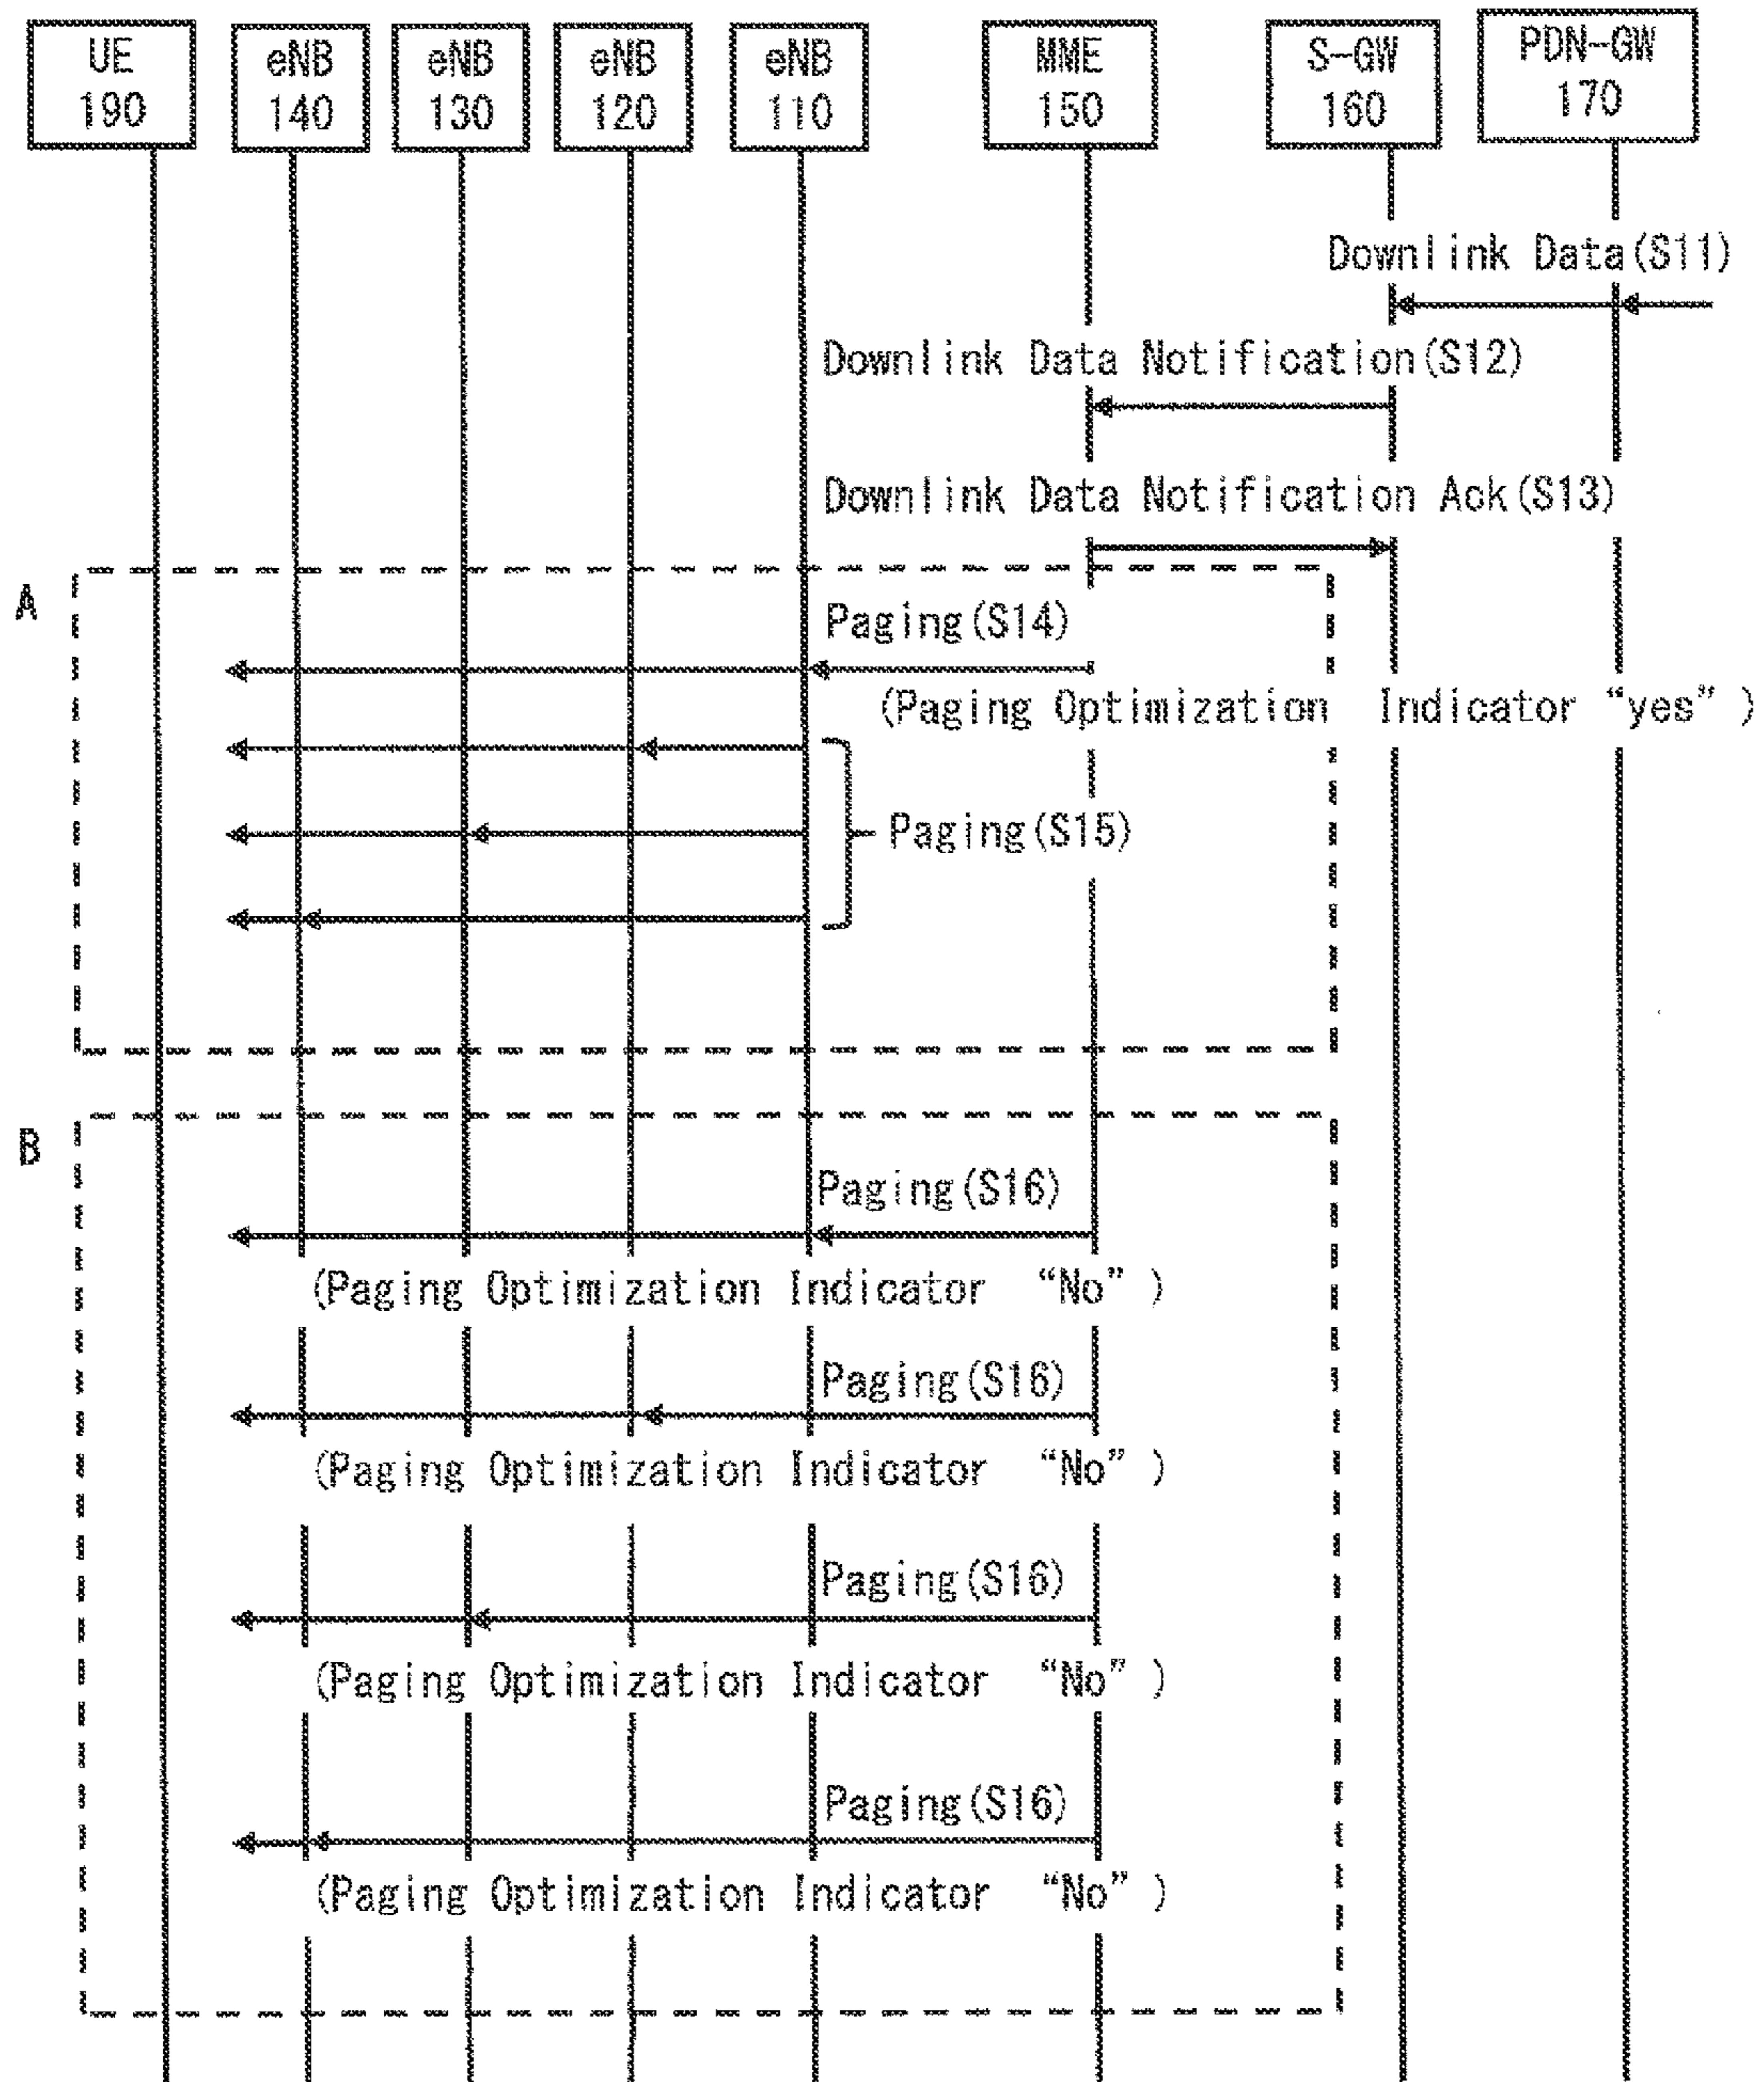 UE
190
eNB
140
eNB
130
eNB
120
eNB
110
MME
150
S-GW
160
PDN-GW
170
Downlink Data(S11)
Downlink Data Notification(S12)
Downlink Data Notification Ack(S13)
A
Paging(S14)
(Paging Optimization Indicator “yes” )
Paging(S15)
B
Paging(S16)
(Paging Optimization Indicator “No” )
Paging(S16)
(Paging Optimization Indicator “No” )
Paging(S16)
(Paging Optimization Indicator “No” )
Paging(S16)
(Paging Optimization Indicator “No” )